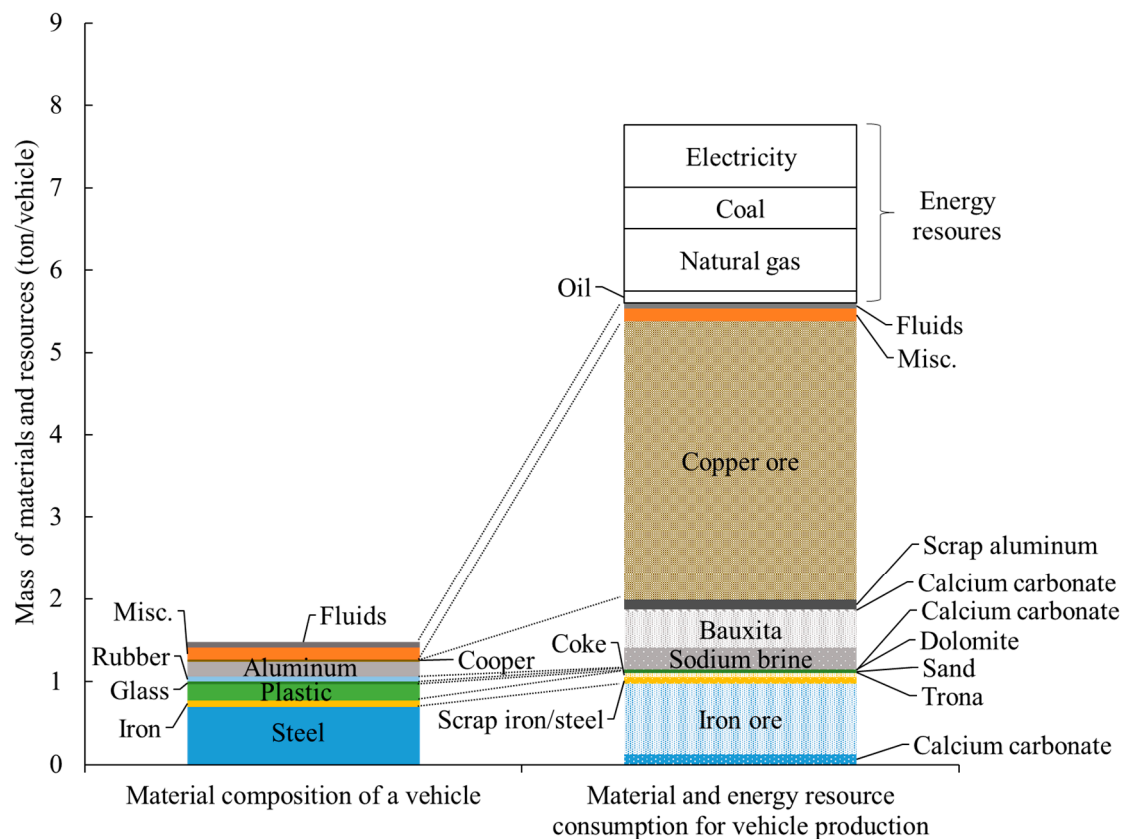 Mass of materials and resources (ton/vehicle)
9
8
7
6
5
4
3
2
1
0
Misc.
Fluids
Rubber
Aluminum
Cooper
Glass
Plastic
Iron
Steel
Material composition of a vehicle
Electricity
Coal
Natural gas
Oil
Energy
resoures
Fluids
Misc.
Copper ore
Scrap aluminum
Calcium carbonate
Bauxita
Calcium carbonate
Coke
Sodium brine
Dolomite
Sand
Trona
Scrap iron/steel
Iron ore
Calcium carbonate
Material and energy resource
consumption for vehicle production